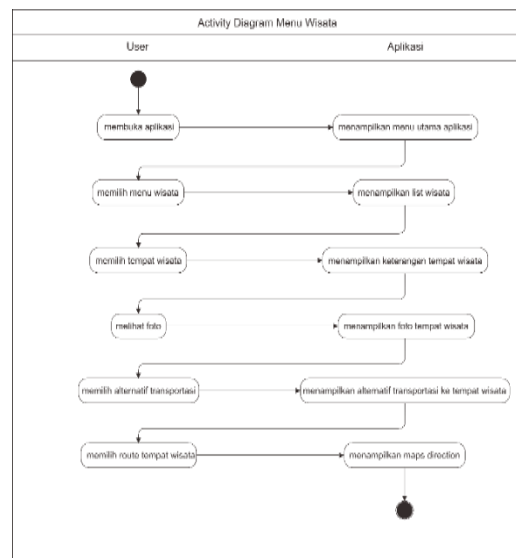 Activity Diagram Menu Wisata
User
Aplikasi
membuka aplikasi
menampilkan menu utama aplikasi
memilih menu wisata
menampilkan list wisata
memilih tempat wisata
menampilkan keterangan tempat wisata
melihat foto
menampilkan foto tempat wisata
memilih alternatif transportasi
menampilkan alternatif transportasi ke tempat wisata
memilih route tempat wisata
menampilkan maps direction